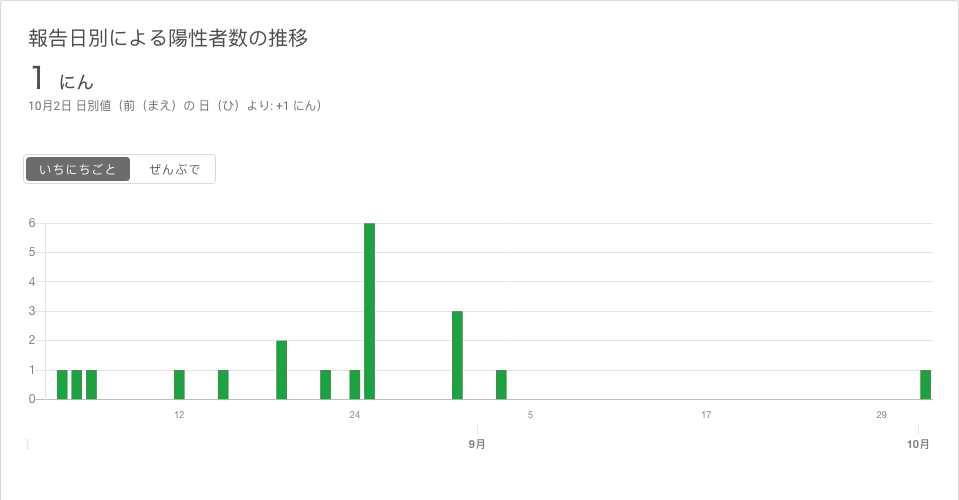 報告日別による陽性者数の推移
1 にん
10月2日 日別値（前（まえ）の 日（ひ）より: +1 にん）
いちにちごと ぜんぶで
6
5
4
3
2
1
0
12 24 5 17 29
9月 10月